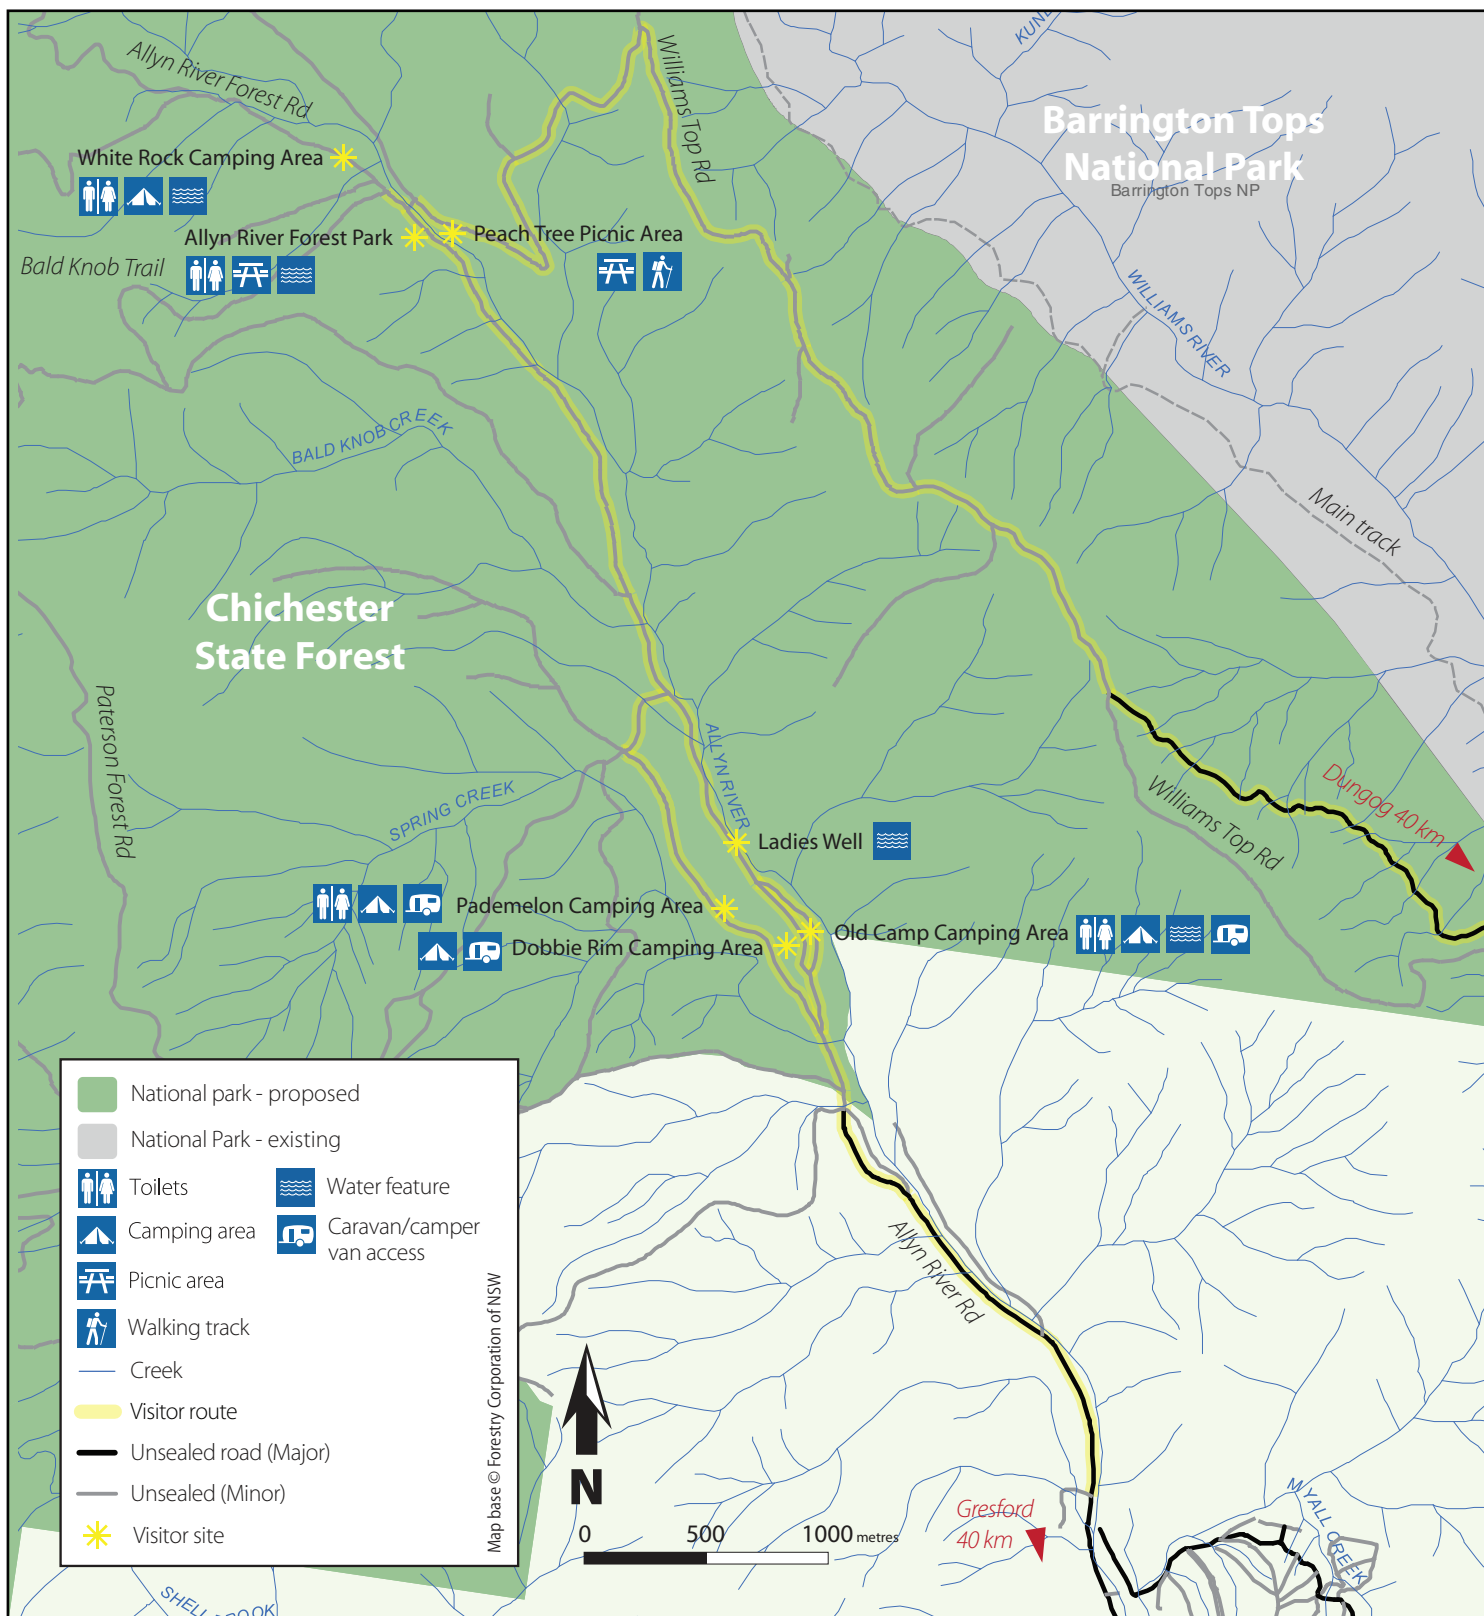 KUND
Allyn River Forest Rd
Williams Top Rd
Barrington Tops
National Park
Barrington Tops NP
White Rock Camping Area
Allyn River Forest Park
Peach Tree Picnic Area
Bald Knob Trail
WILLIAMS RIVER
BALD KNOB CREEK
Main track
Chichester
State Forest
Paterson Forest Rd
ALLYN RIVER
SPRING CREEK
Dungog 40 km
Williams Top Rd
Ladies Well
Pademelon Camping Area
Old Camp Camping Area
Dobbie Rim Camping Area
National park - proposed
National Park - existing
Toilets
Water feature
Camping area
Caravan/camper
van access
Picnic area
Walking track
Creek
Visitor route
Unsealed road (Major)
Unsealed (Minor)
Visitor site
Map base © Forestry Corporation of NSW
Allyn River Rd
N
0 500 1000 metres
Gresford
40 km
MYALL CREEK
SHELLBROOK